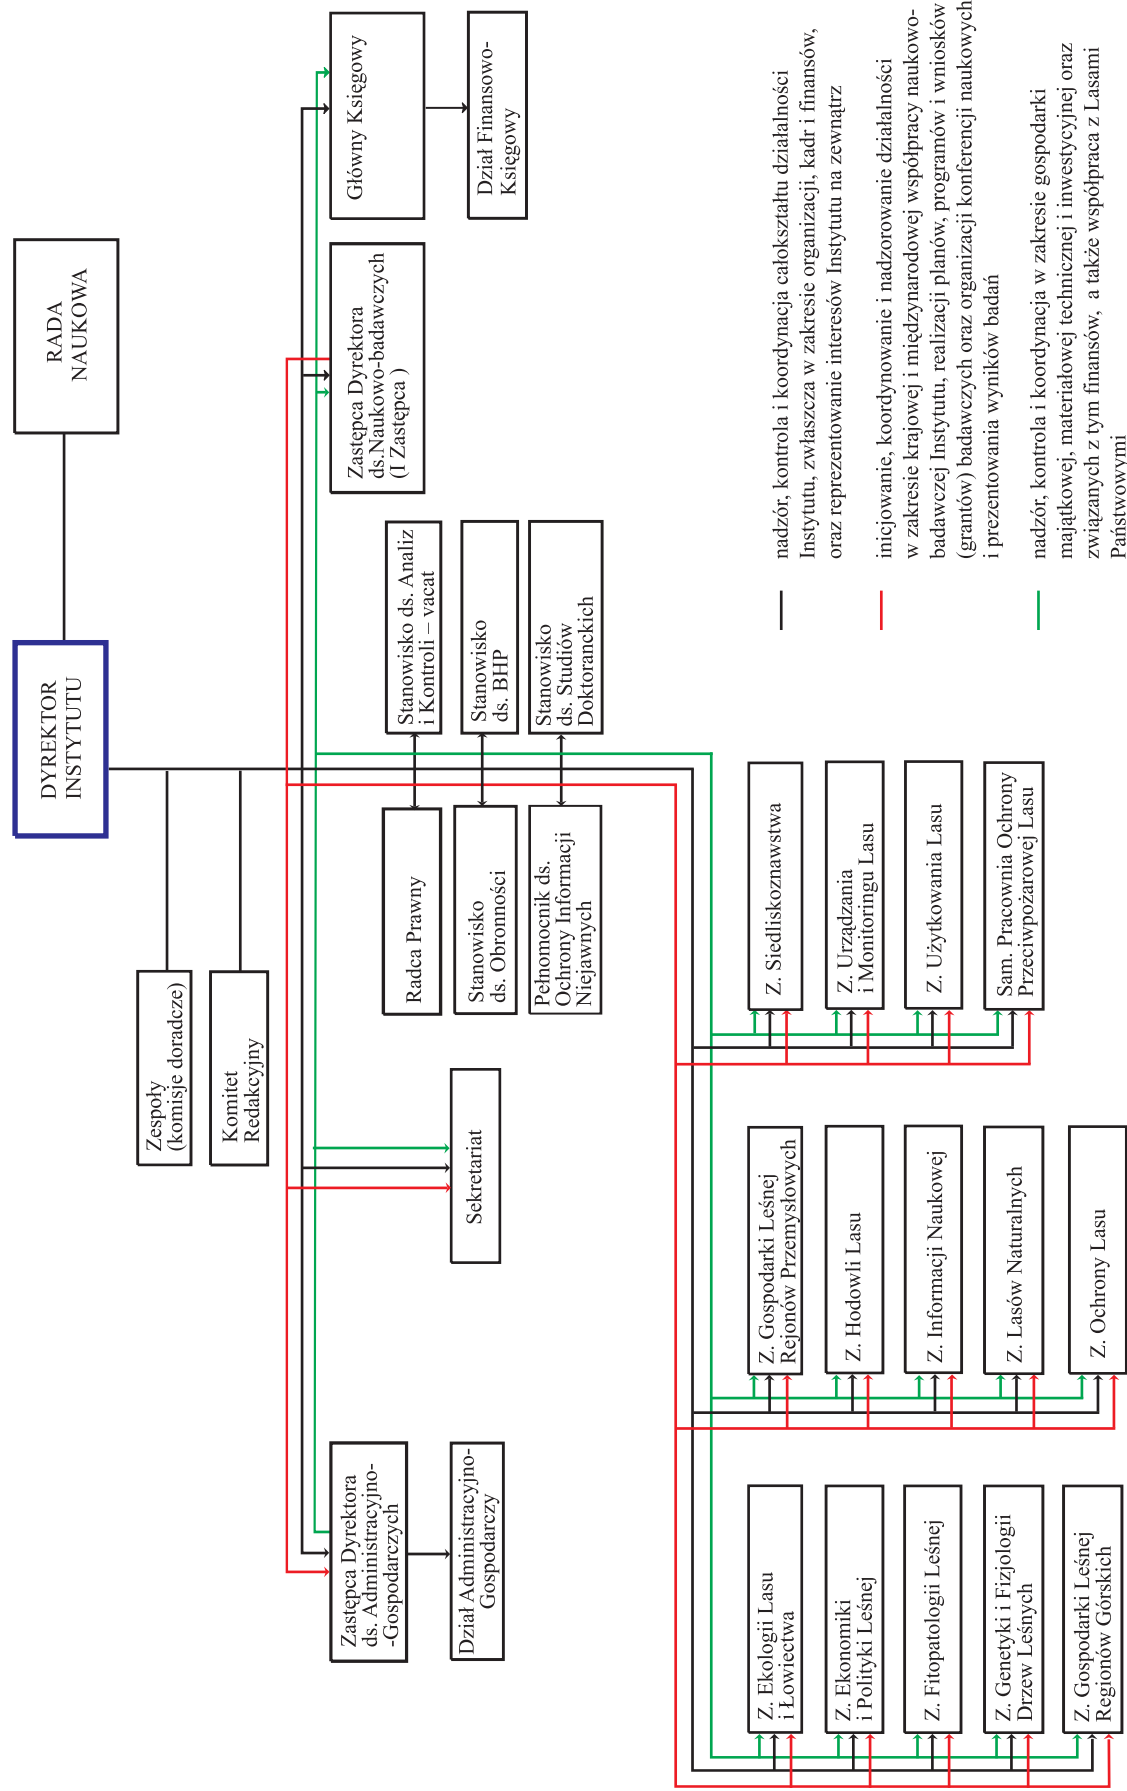 DYREKTOR
INSTYTUTU
RADA
NAUKOWA
Zespoły
(komisje doradcze)
Komitet
Redakcyjny
Zastępca Dyrektora
ds. Administracyjno-
-Gospodarczych
Dział Administracyjno-
Gospodarczy
Sekretariat
Radca Prawny
Stanowisko
ds. Obronności
Pełnomocnik ds.
Ochrony Informacji
Niejawnych
Stanowisko ds. Analiz
i Kontroli – vacat
Stanowisko
ds. BHP
Stanowisko
ds. Studiów
Doktoranckich
Zastępca Dyrektora
ds.Naukowo-badawczych
(I Zastępca )
Główny Księgowy
Dział Finansowo-
Księgowy
Z. Ekologii Lasu
i Łowiectwa
Z. Ekonomiki
i Polityki Leśnej
Z. Fitopatologii Leśnej
Z. Genetyki i Fizjologii
Drzew Leśnych
Z. Gospodarki Leśnej
Regionów Górskich
Z. Gospodarki Leśnej
Rejonów Przemysłowych
Z. Hodowli Lasu
Z. Informacji Naukowej
Z. Lasów Naturalnych
Z. Ochrony Lasu
Z. Siedliskoznawstwa
Z. Urządzania
i Monitoringu Lasu
Z. Użytkowania Lasu
Sam. Pracownia Ochrony
Przeciwpożarowej Lasu
nadzór, kontrola i koordynacja całokształtu działalności
Instytutu, zwłaszcza w zakresie organizacji, kadr i finansów,
oraz reprezentowanie interesów Instytutu na zewnątrz
inicjowanie, koordynowanie i nadzorowanie działalności
w zakresie krajowej i międzynarodowej współpracy naukowo-
badawczej Instytutu, realizacji planów, programów i wniosków
(grantów) badawczych oraz organizacji konferencji naukowych
i prezentowania wyników badań
nadzór, kontrola i koordynacja w zakresie gospodarki
majątkowej, materiałowej technicznej i inwestycyjnej oraz
związanych z tym finansów, a także współpraca z Lasami
Państwowymi